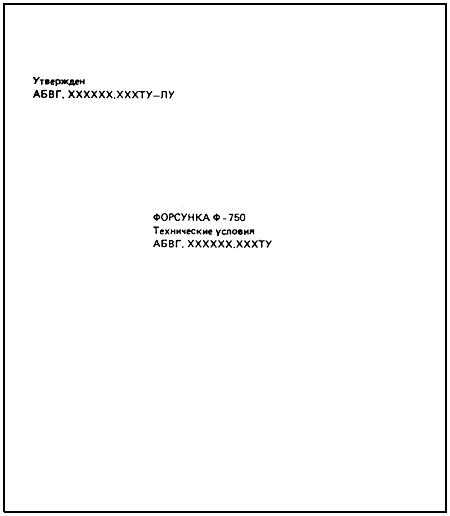 Утвержден
АБВГ. XXXXXX.XXXТУ–ЛУ
ФОРСУНКА Ф - 750
Технические условия
АБВГ. XXXXXX.XXXТУ